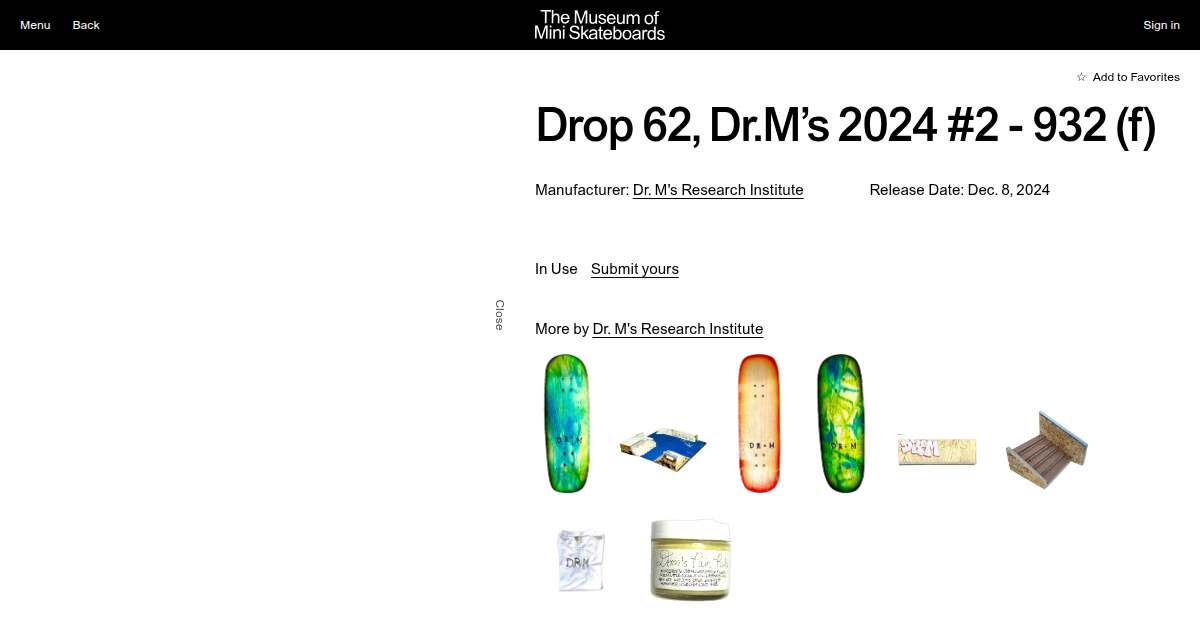 Menu
Back
The Museum of
Mini Skateboards
Sign in
☆ Add to Favorites
Drop 62, Dr.M’s 2024 #2 - 932 (f)
Manufacturer: Dr. M's Research Institute
Release Date: Dec. 8, 2024
In Use
Submit yours
Close
More by Dr. M's Research Institute
DR•M
DR•M
DR•M
DRM
DRM